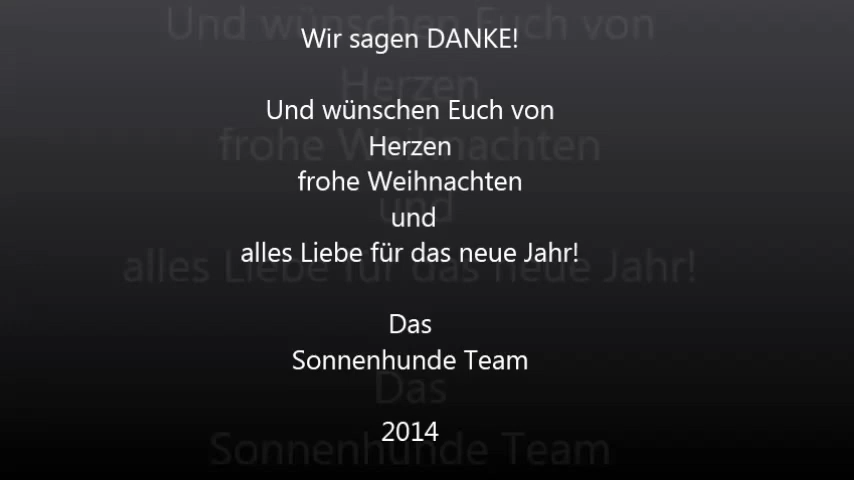 Wir sagen DANKE!
Und wünschen Euch von
Herzen
frohe Weihnachten
und
alles Liebe für das neue Jahr!
Das
Sonnenhunde Team
2014